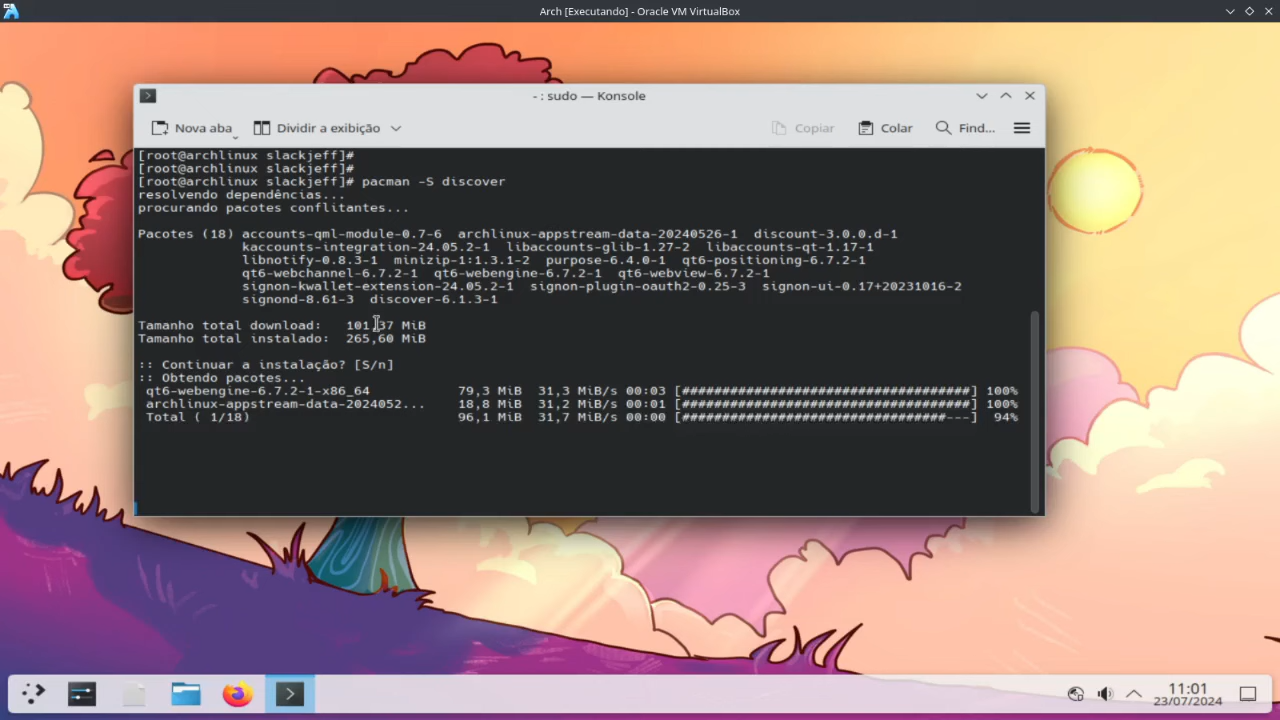 Arch [Executando] - Oracle VM VirtualBox
- : sudo — Konsole
Nova aba
Dividir a exibição
Copiar
Colar
Find...
[root@archlinux slackjeff]#
[root@archlinux slackjeff]#
[root@archlinux slackjeff]# pacman -S discover
resolvendo dependências...
procurando pacotes conflitantes...
Pacotes (18) accounts-qml-module-0.7-6  archlinux-appstream-data-20240526-1  discount-3.0.0.d-1
kaccounts-integration-24.05.2-1  libaccounts-glib-1.27-2  libaccounts-qt-1.17-1
libnotify-0.8.3-1  minizip-1:1.3.1-2  purpose-6.4.0-1  qt6-positioning-6.7.2-1
qt6-webchannel-6.7.2-1  qt6-webengine-6.7.2-1  qt6-webview-6.7.2-1
signon-kwallet-extension-24.05.2-1  signon-plugin-oauth2-0.25-3  signon-ui-0.17+20231016-2
signond-8.61-3  discover-6.1.3-1
Tamanho total download:   101,37 MiB
Tamanho total instalado:  265,60 MiB
:: Continuar a instalação? [S/n]
:: Obtendo pacotes...
qt6-webengine-6.7.2-1-x86_64  79,3 MiB  31,3 MiB/s 00:03 [####################################] 100%
archlinux-appstream-data-2024052...  18,8 MiB  31,2 MiB/s 00:01 [####################################] 100%
Total ( 1/18)  96,1 MiB  31,7 MiB/s 00:00 [#################################---]  94%
11:01
23/07/2024